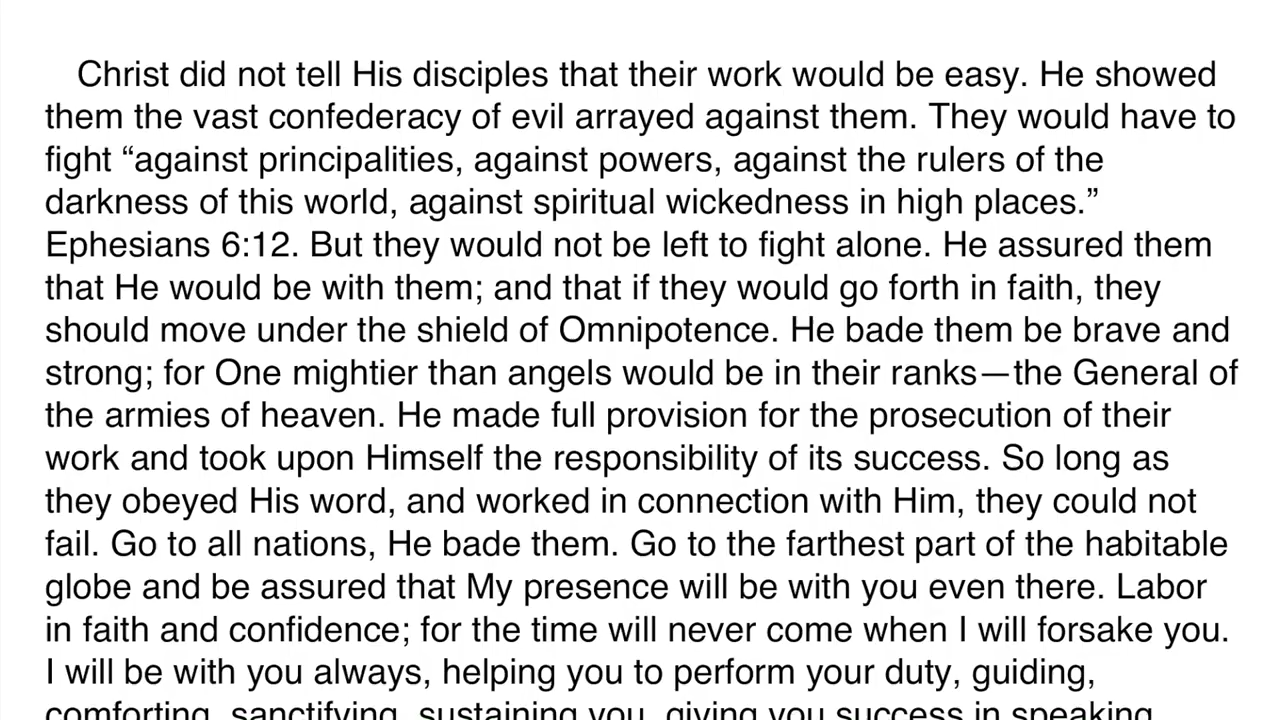 Christ did not tell His disciples that their work would be easy. He showed
them the vast confederacy of evil arrayed against them. They would have to
fight “against principalities, against powers, against the rulers of the
darkness of this world, against spiritual wickedness in high places.”
Ephesians 6:12. But they would not be left to fight alone. He assured them
that He would be with them; and that if they would go forth in faith, they
should move under the shield of Omnipotence. He bade them be brave and
strong; for One mightier than angels would be in their ranks—the General of
the armies of heaven. He made full provision for the prosecution of their
work and took upon Himself the responsibility of its success. So long as
they obeyed His word, and worked in connection with Him, they could not
fail. Go to all nations, He bade them. Go to the farthest part of the habitable
globe and be assured that My presence will be with you even there. Labor
in faith and confidence; for the time will never come when I will forsake you.
I will be with you always, helping you to perform your duty, guiding,
comforting, sanctifying, sustaining you, giving you success in speaking